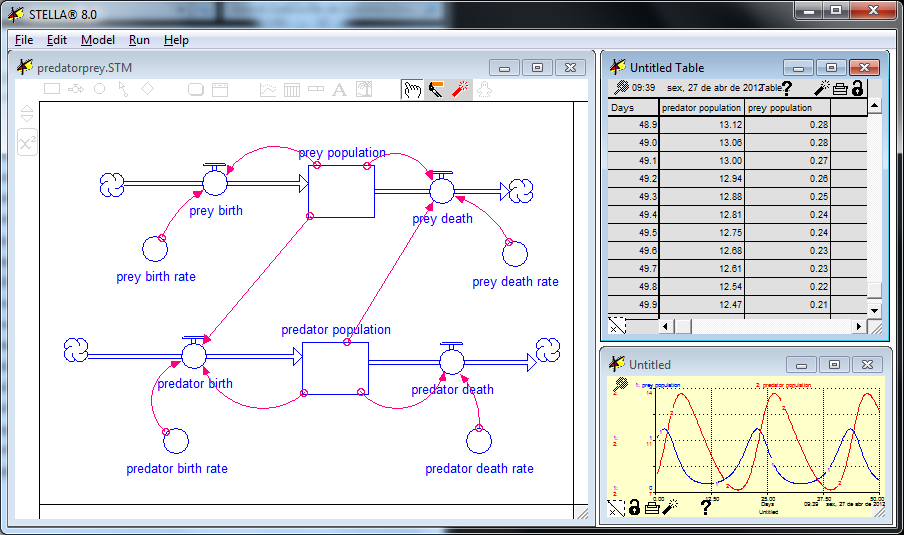 STELLA® 8.0
File Edit Model Run Help
predatorprey.STM
A
x²
prey population
prey birth
prey death
prey birth rate
prey death rate
predator population
predator birth
predator death
predator birth rate
predator death rate
Untitled Table
09:39 sex, 27 de abr de 2012 Table ?
Days predator population prey population
48.9 13.12 0.28
49.0 13.06 0.28
49.1 13.00 0.27
49.2 12.94 0.26
49.3 12.88 0.25
49.4 12.81 0.24
49.5 12.75 0.24
49.6 12.68 0.23
49.7 12.61 0.23
49.8 12.54 0.22
49.9 12.47 0.21
Untitled
1: prey population 2: predator population
0.00 12.50 25.00 37.50 50.00
Days 09:39 sex, 27 de abr de 2012
Untitled
?